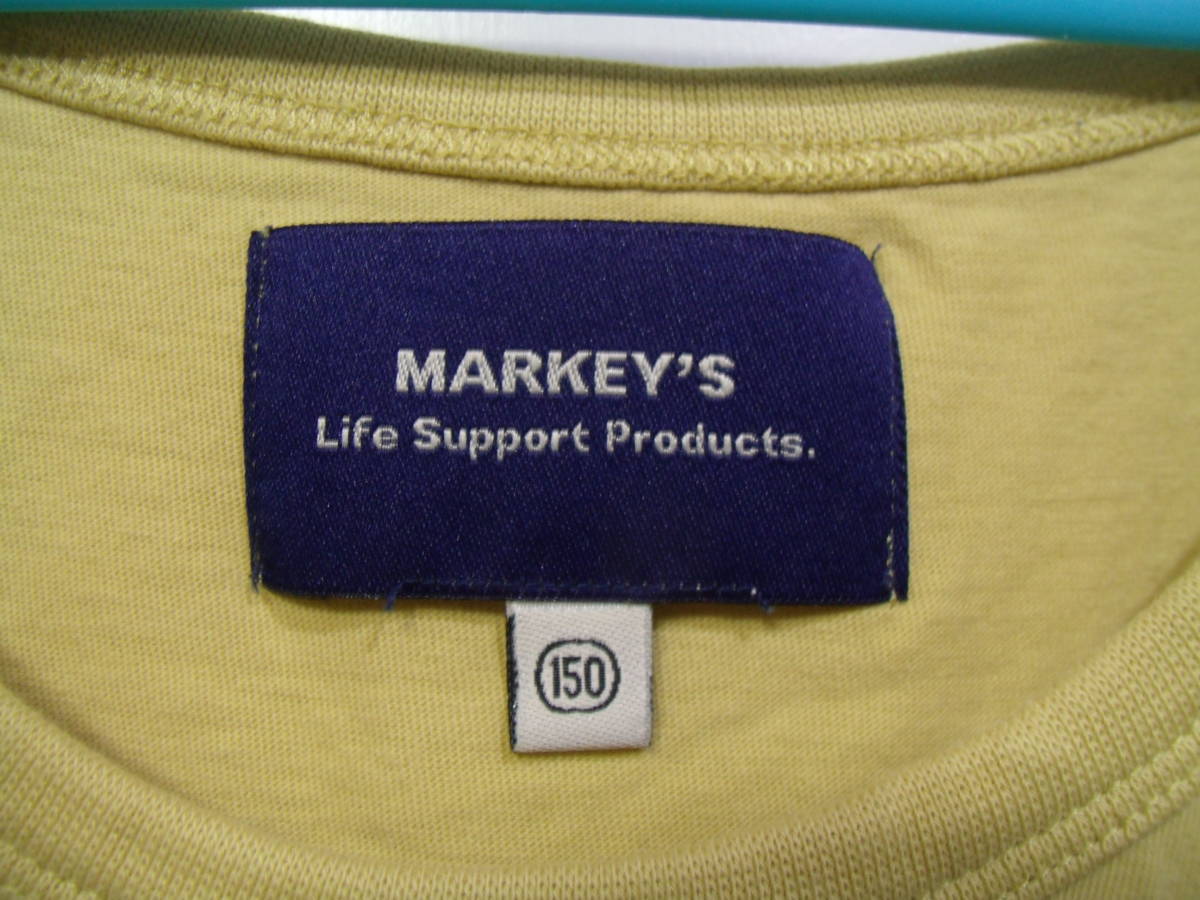 MARKEY'S
Life Support Products.
150